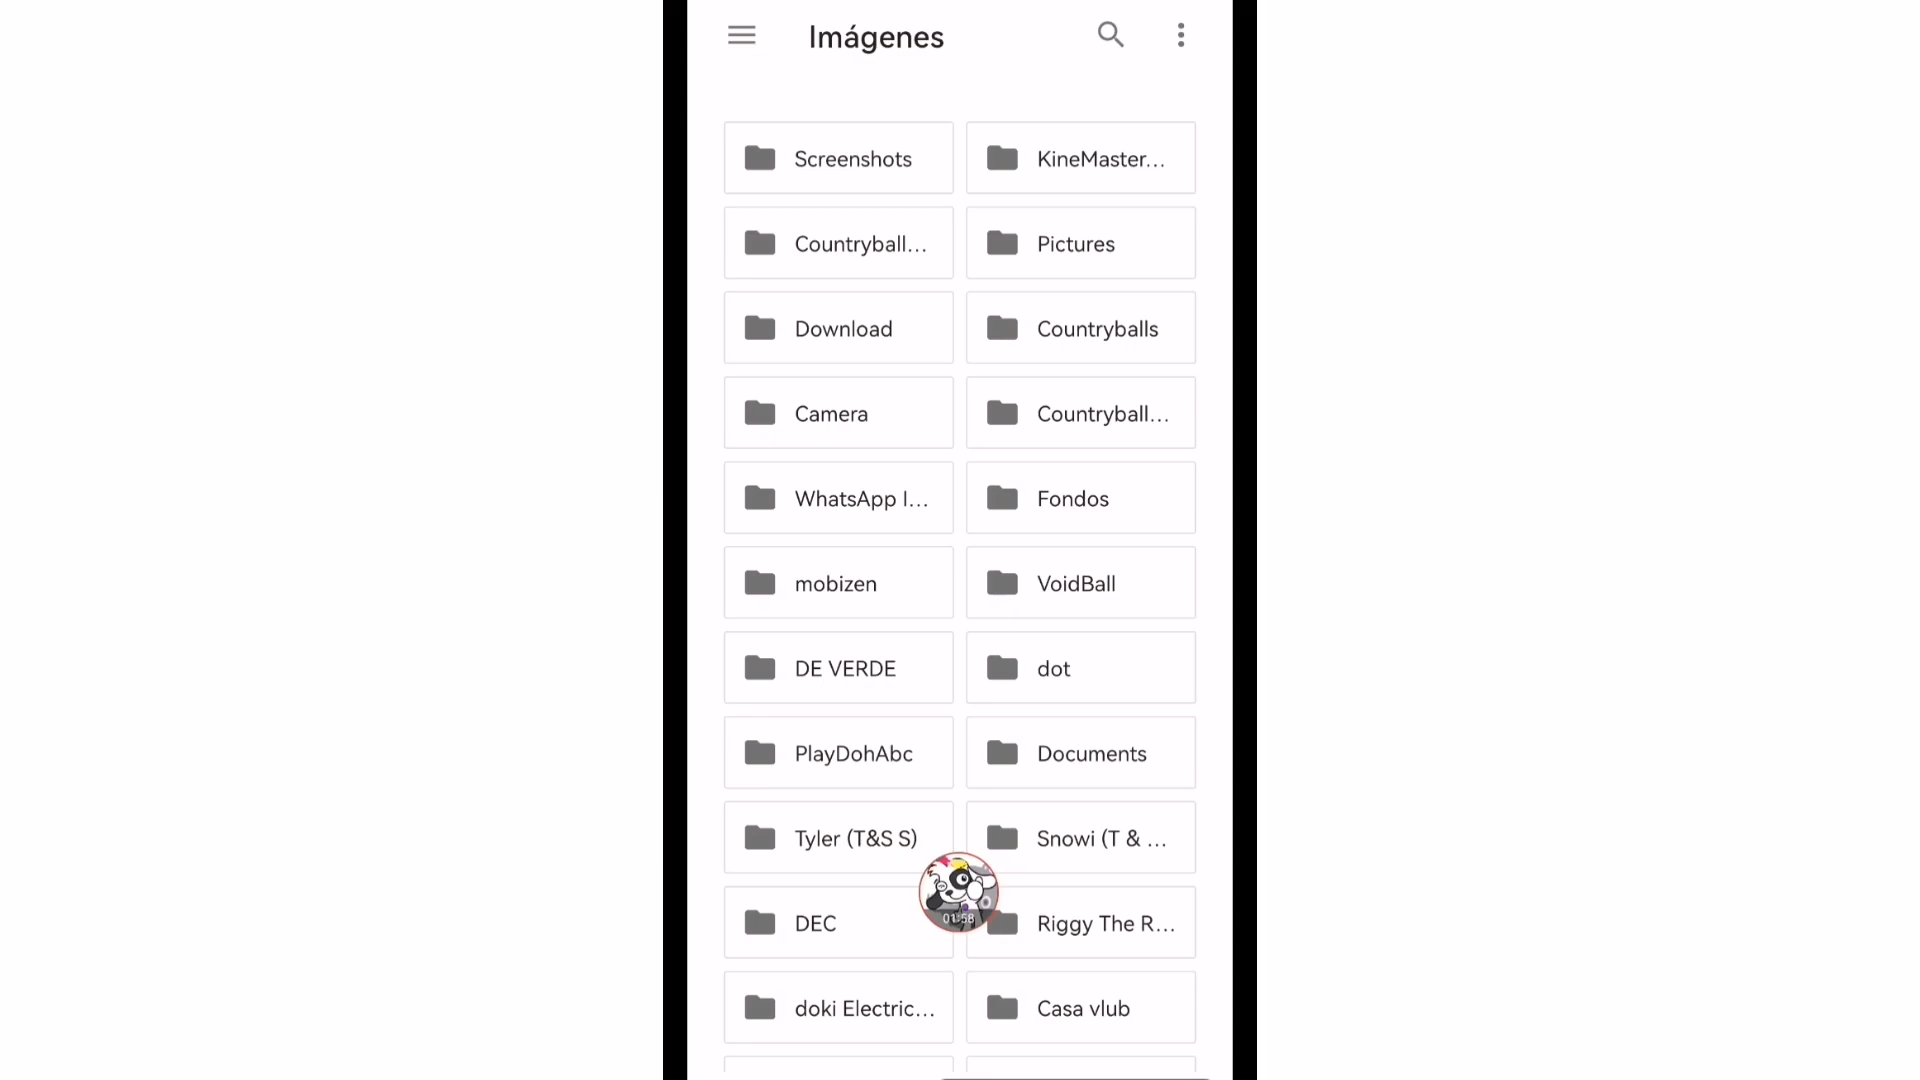 Imágenes
Screenshots
KineMaster...
Countryball...
Pictures
Download
Countryballs
Camera
Countryball...
WhatsApp I...
Fondos
mobizen
VoidBall
DE VERDE
dot
PlayDohAbc
Documents
Tyler (T&S S)
Snowi (T & ...
DEC
01:58
Riggy The R...
doki Electric...
Casa vlub